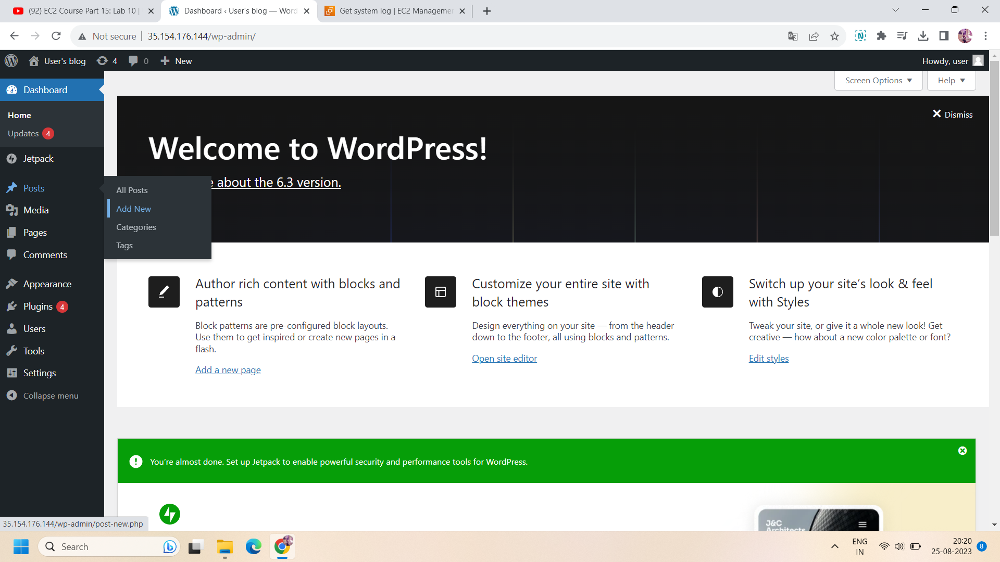 (92) EC2 Course Part 15: Lab 10 |
Dashboard ‹ User's blog — Word
Get system log | EC2 Managemen
Not secure
35.154.176.144/wp-admin/
User's blog
4
0
New
Howdy, user
Dashboard
Home
Updates 4
Jetpack
Posts
Media
Pages
Comments
Appearance
Plugins 4
Users
Tools
Settings
Collapse menu
All Posts
Add New
Categories
Tags
Screen Options
Help
Dismiss
Welcome to WordPress!
about the 6.3 version.
Author rich content with blocks and
patterns
Block patterns are pre-configured block layouts.
Use them to get inspired or create new pages in a
flash.
Add a new page
Customize your entire site with
block themes
Design everything on your site — from the header
down to the footer, all using blocks and patterns.
Open site editor
Switch up your site’s look & feel
with Styles
Tweak your site, or give it a whole new look! Get
creative — how about a new color palette or font?
Edit styles
You’re almost done. Set up Jetpack to enable powerful security and performance tools for WordPress.
J&C
Architects
35.154.176.144/wp-admin/post-new.php
Search
ENG
IN
20:20
25-08-2023
8